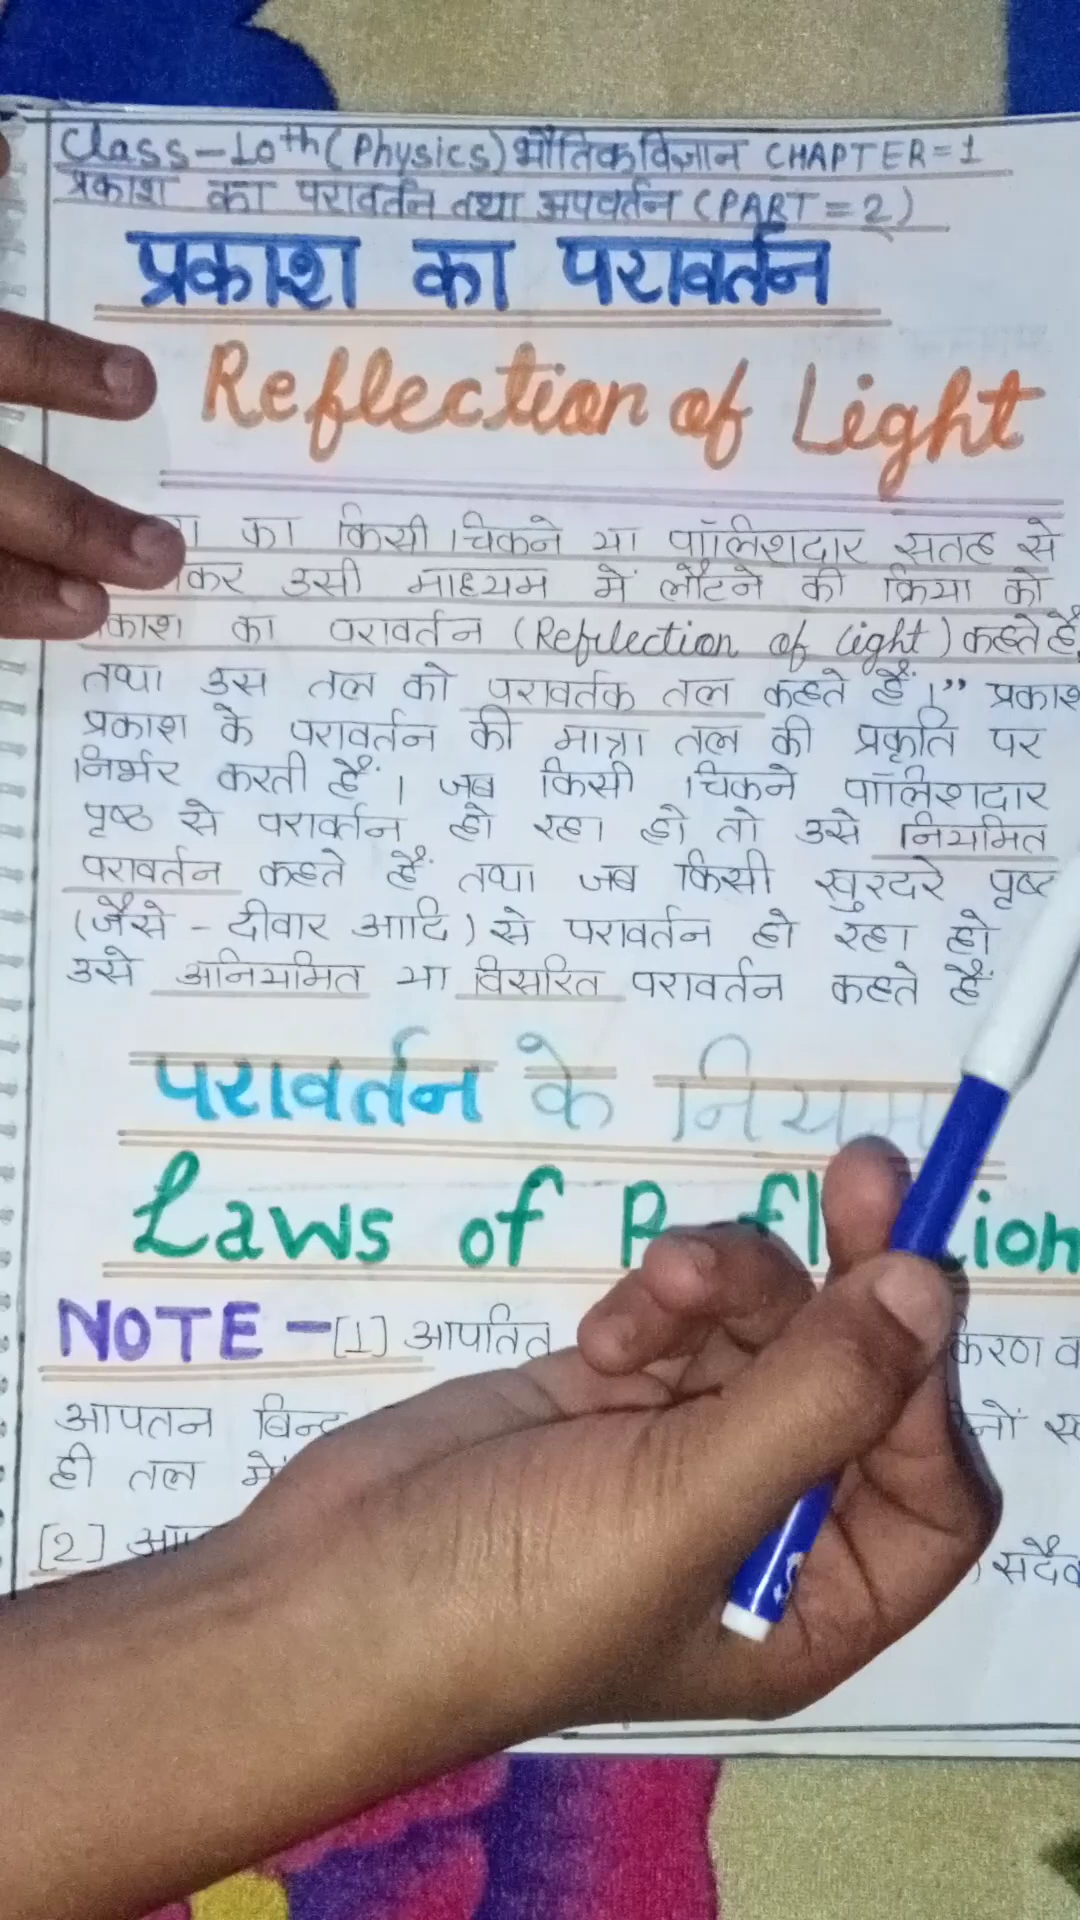 Class-10th (Physics) भौतिक विज्ञान CHAPTER=1
प्रकाश का परावर्तन तथा अपवर्तन (PART=2)
प्रकाश का परावर्तन
Reflection of Light
का किसी चिकने या पॉलिशदार सतह से
उसी माध्यम में लौटने की क्रिया को
का परावर्तन (Reflection of light) कहते हैं,
तथा उस तल को परावर्तक तल कहते हैं।” प्रकाश
प्रकाश के परावर्तन की मात्रा तल की प्रकृति पर
निर्भर करती हैं। जब किसी चिकने पॉलिशदार
पृष्ठ से परावर्तन हो रहा हो तो उसे नियमित
परावर्तन कहते हैं तथा जब किसी खुरदरे पृष्ठ
(जैसे - दीवार आदि) से परावर्तन हो रहा हो
उसे अनियमित या विसरित परावर्तन कहते हैं
परावर्तन के नियम
Laws of
NOTE -[1] आपतित
आपतन
ही तल में
[2] सदैव